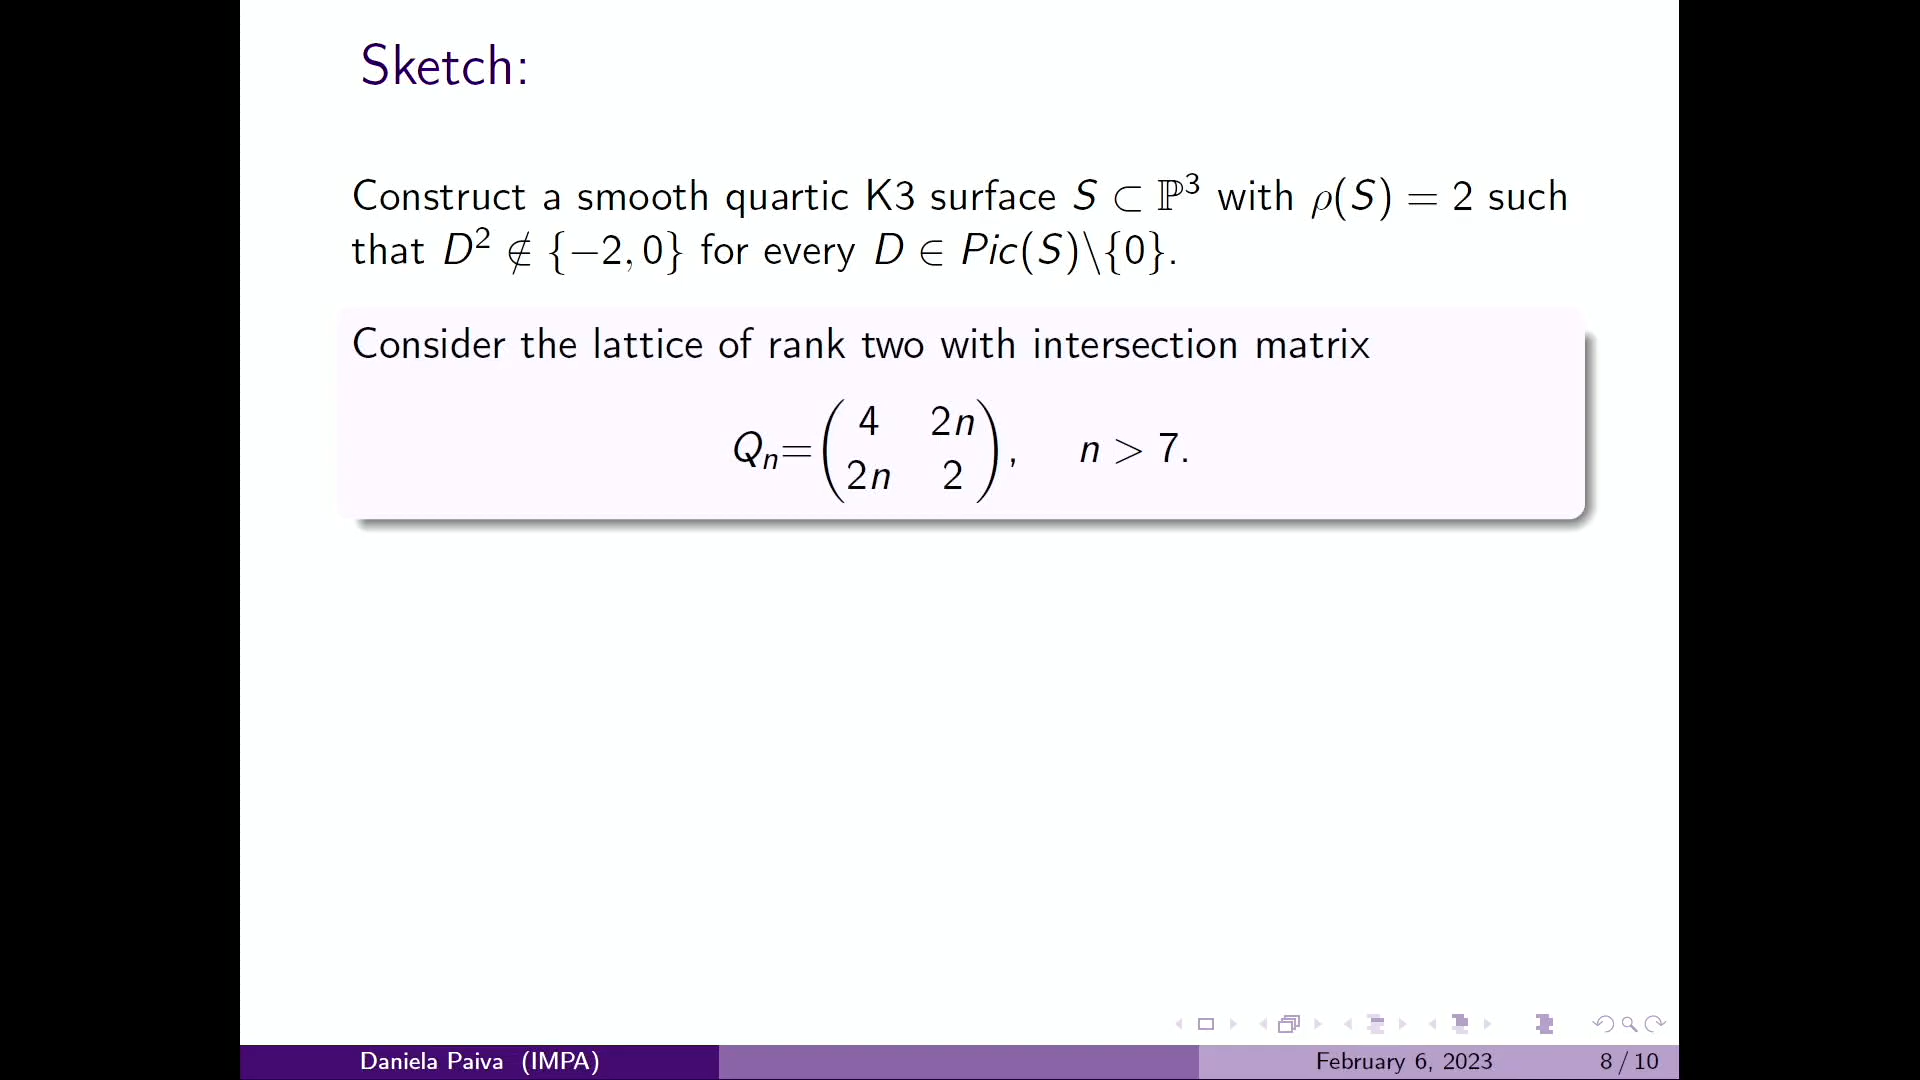 Sketch:
Construct a smooth quartic K3 surface S ⊂ ℙ³ with ρ(S) = 2 such
that D² ∉ {−2, 0} for every D ∈ Pic(S)\{0}.
Consider the lattice of rank two with intersection matrix
Qₙ = ( 4 2n
2n 2 ), n > 7.
Daniela Paiva (IMPA) February 6, 2023 8 / 10